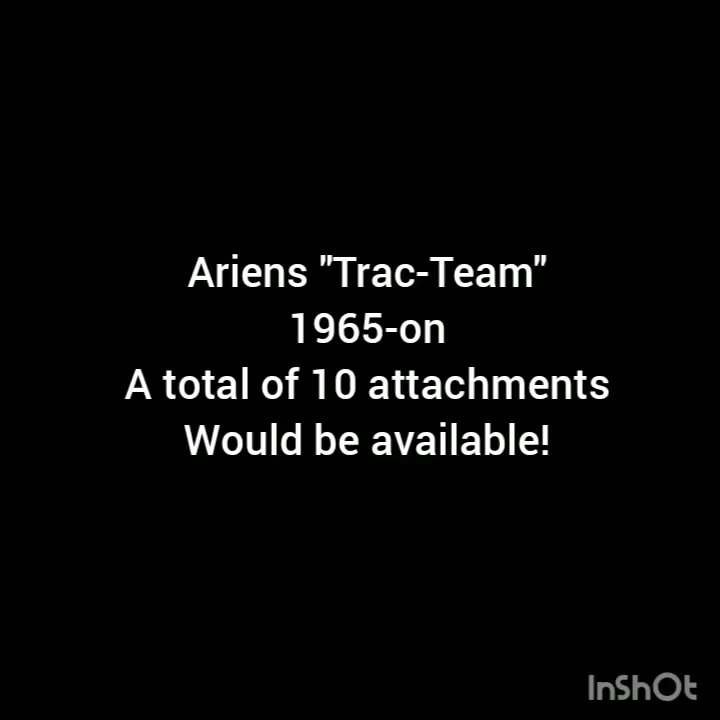 Ariens "Trac-Team"
1965-on
A total of 10 attachments
Would be available!
InShOt